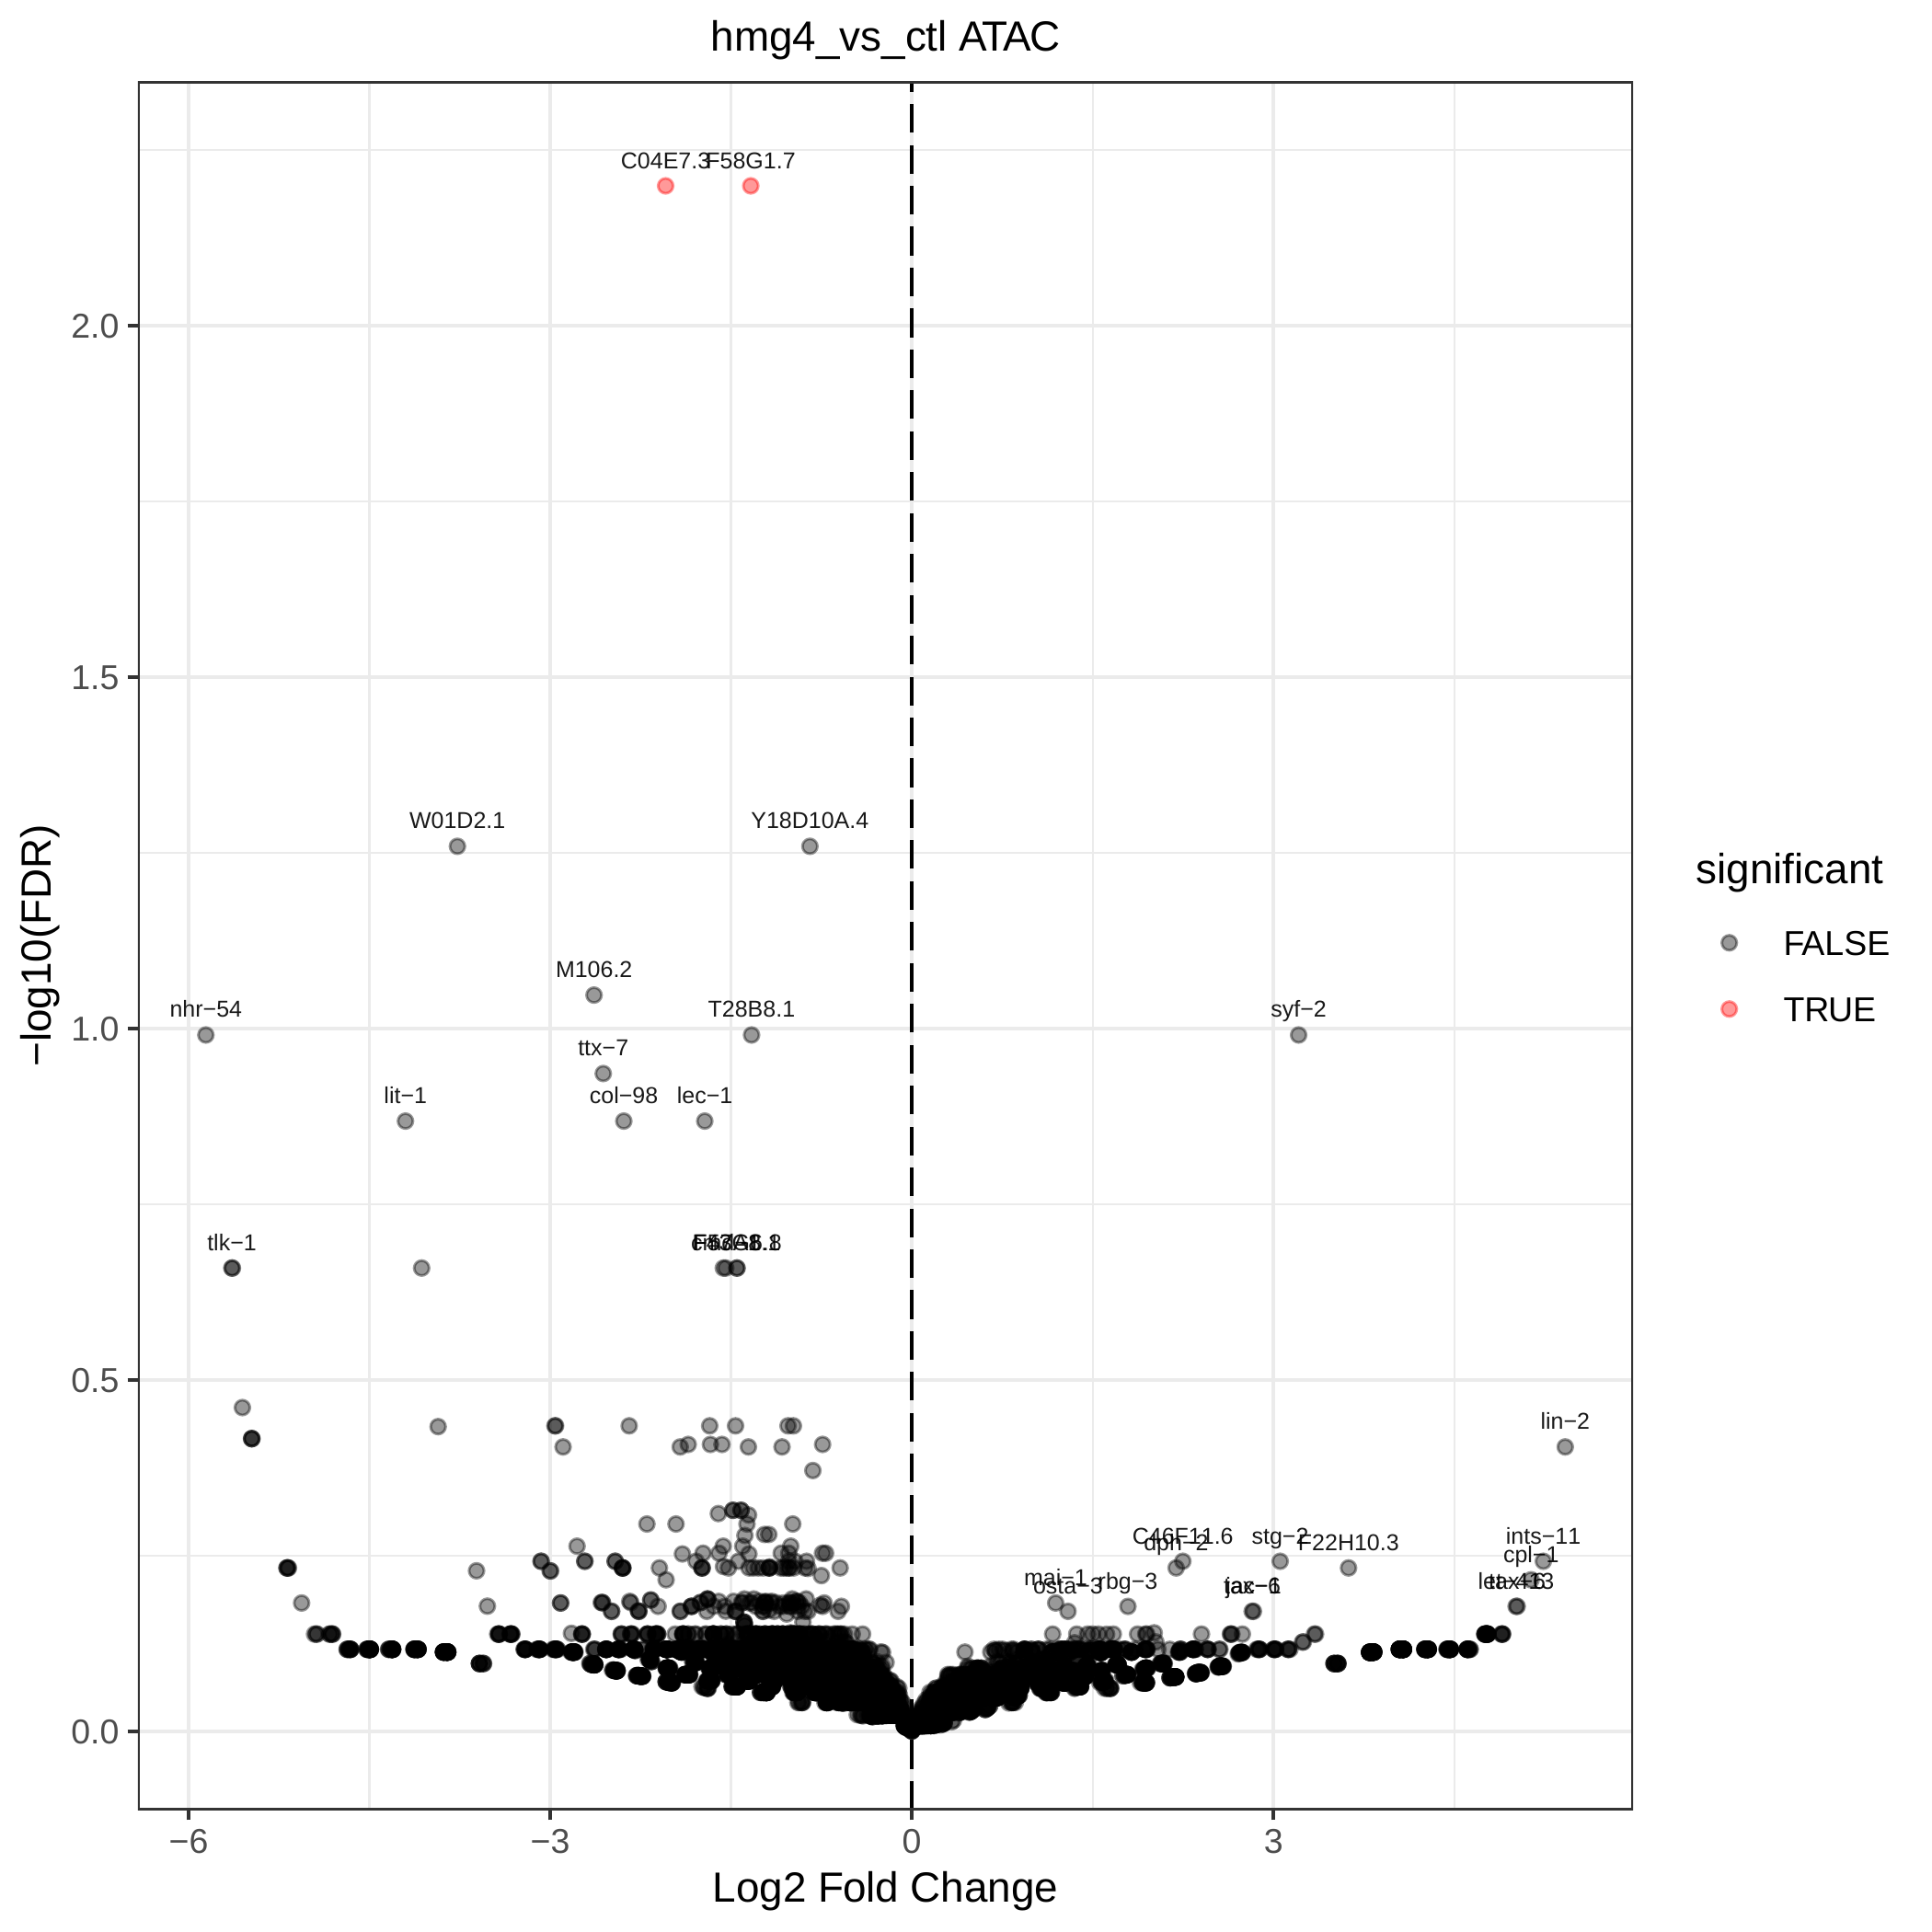 hmg4_vs_ctl ATAC
C04E7.3
F58G1.7
2.0
1.5
W01D2.1
Y18D10A.4
−log10(FDR)
significant
FALSE
TRUE
M106.2
nhr−54
T28B8.1
syf−2
1.0
ttx−7
lit−1
col−98
lec−1
tlk−1
0.5
lin−2
C46F11.6
dph−2
stg−2
F22H10.3
ints−11
cpl−1
rbg−3
osta−3
0.0
−6
−3
0
3
Log2 Fold Change